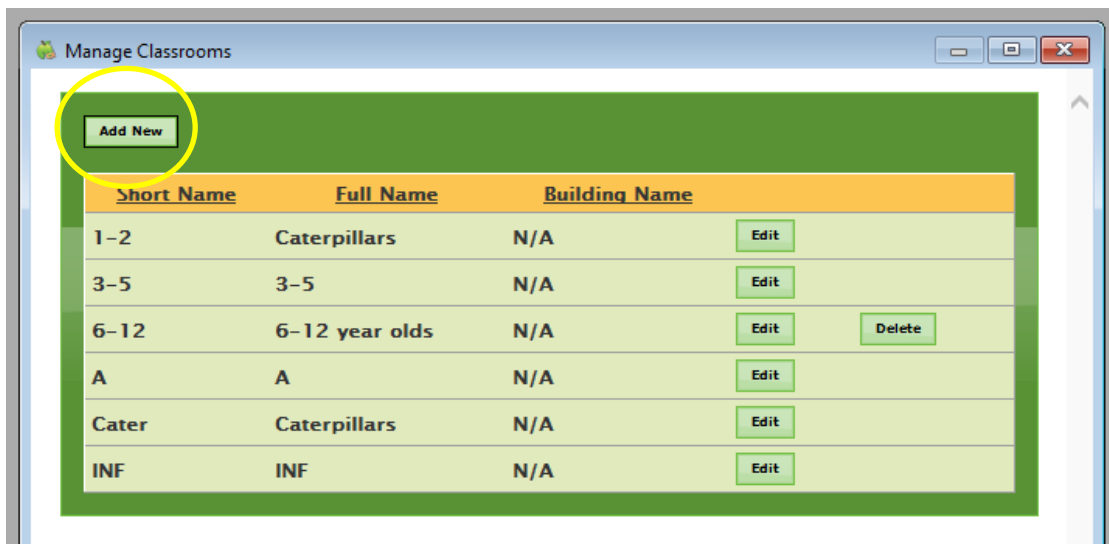 Manage Classrooms
Add New
Short Name Full Name Building Name
1-2 Caterpillars N/A Edit
3-5 3-5 N/A Edit
6-12 6-12 year olds N/A Edit Delete
A A N/A Edit
Cater Caterpillars N/A Edit
INF INF N/A Edit